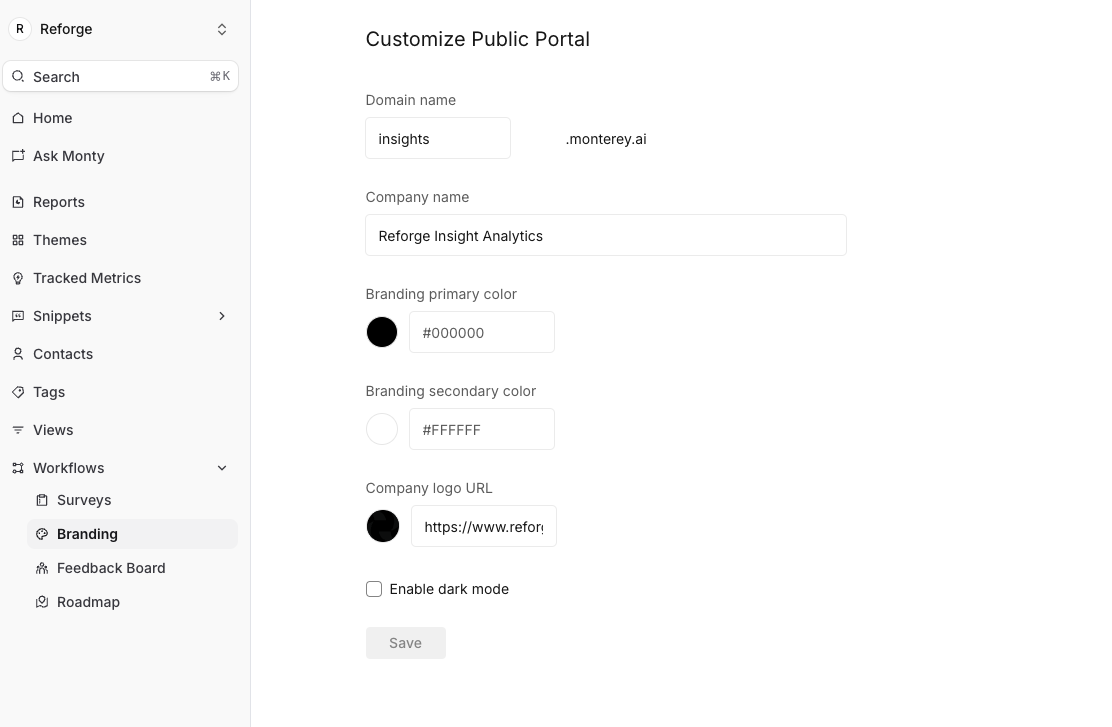 R Reforge
Search ⌘K
Home
Ask Monty
Reports
Themes
Tracked Metrics
Snippets
Contacts
Tags
Views
Workflows
Surveys
Branding
Feedback Board
Roadmap
Customize Public Portal
Domain name
insights .monterey.ai
Company name
Reforge Insight Analytics
Branding primary color
#000000
Branding secondary color
#FFFFFF
Company logo URL
https://www.refor
Enable dark mode
Save